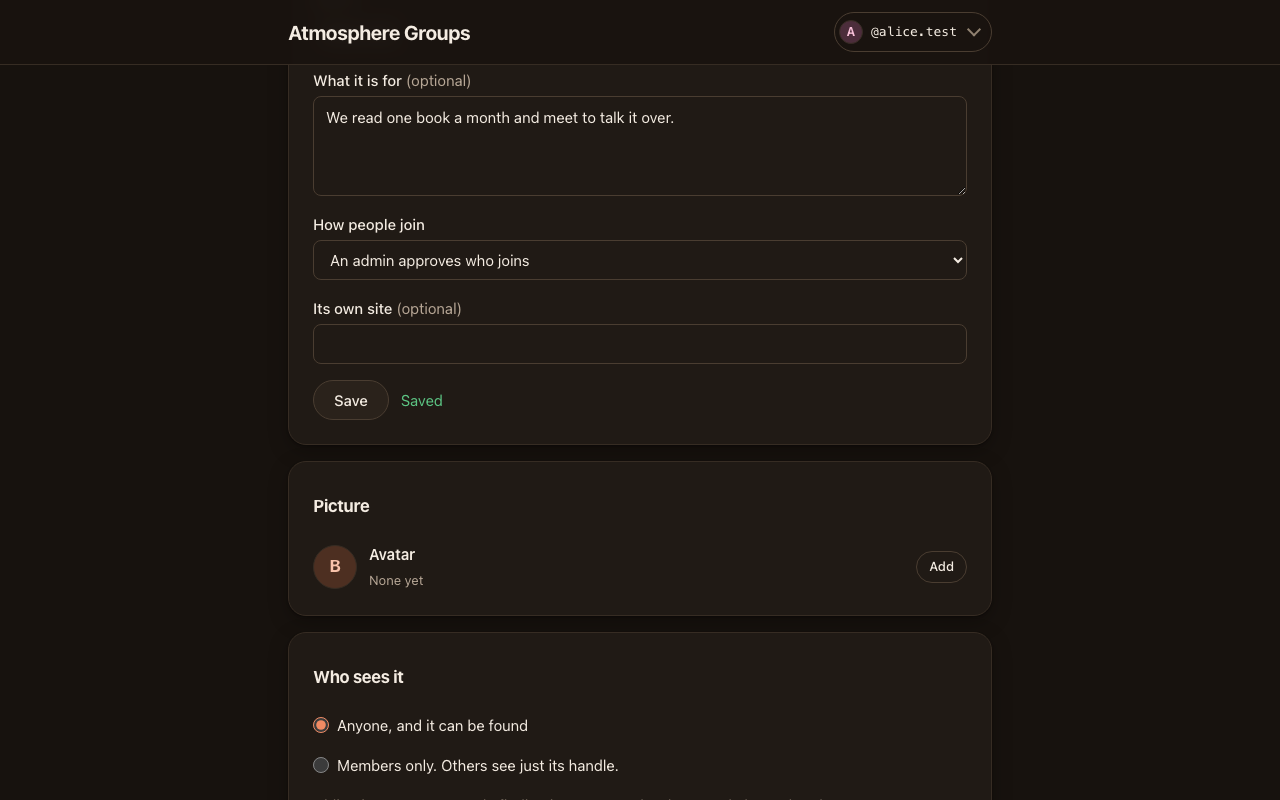 Atmosphere Groups
A
@alice.test
What it is for (optional)
We read one book a month and meet to talk it over.
How people join
An admin approves who joins
Its own site (optional)
Save
Saved
Picture
B
Avatar
None yet
Add
Who sees it
Anyone, and it can be found
Members only. Others see just its handle.